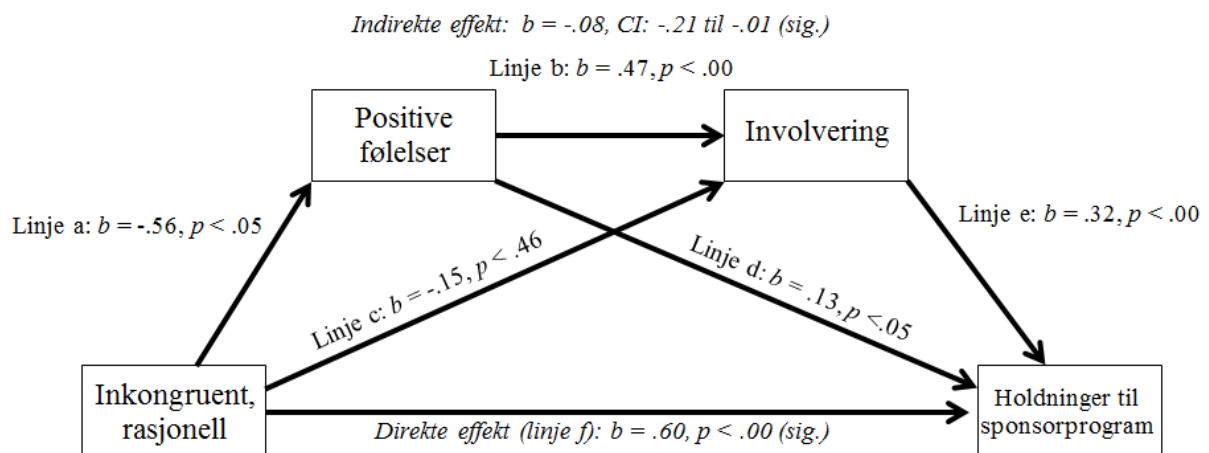 Indirekte effekt: b = -.08, CI: -.21 til -.01 (sig.)
Linje b: b = .47, p < .00
Positive
følelser
Involvering
Linje a: b = -.56, p < .05
Linje e: b = .32, p < .00
Linje c: b = -.15, p < .46
Linje d: b = .13, p <.05
Inkongruent,
rasjonell
Direkte effekt (linje f): b = .60, p < .00 (sig.)
Holdninger til
sponsorprogram